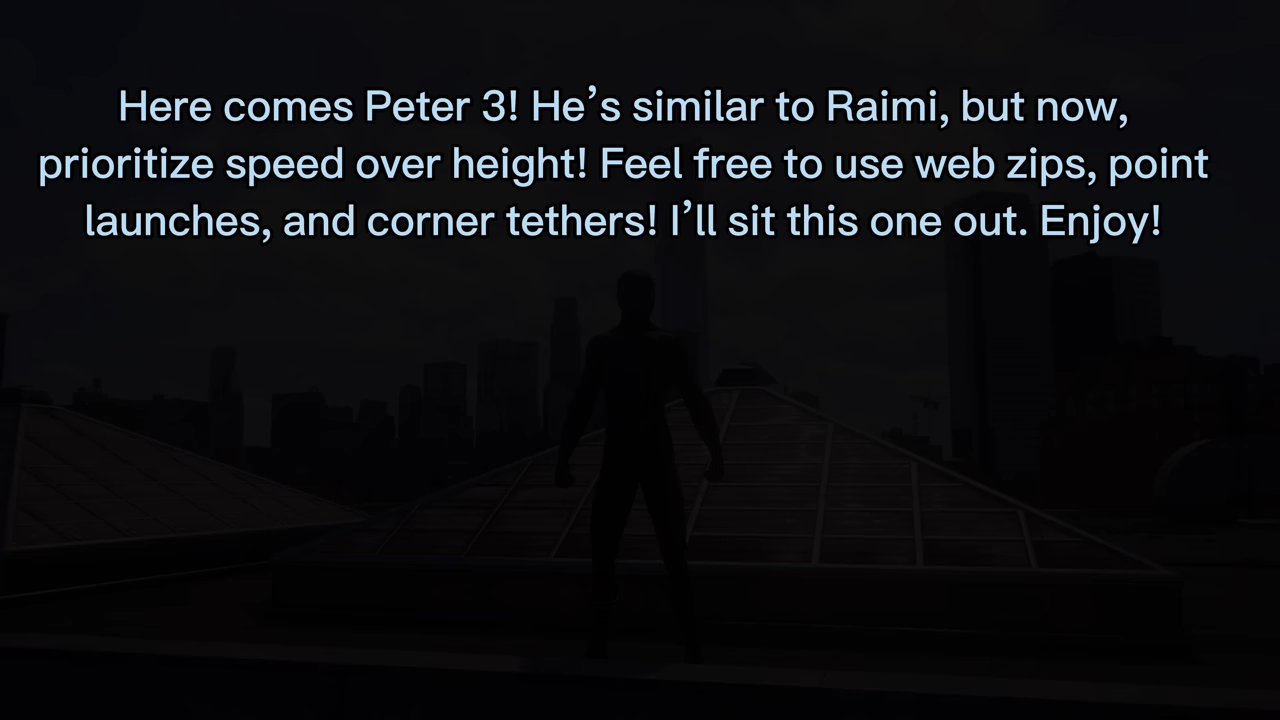 Here comes Peter 3! He’s similar to Raimi, but now,
prioritize speed over height! Feel free to use web zips, point
launches, and corner tethers! I’ll sit this one out. Enjoy!